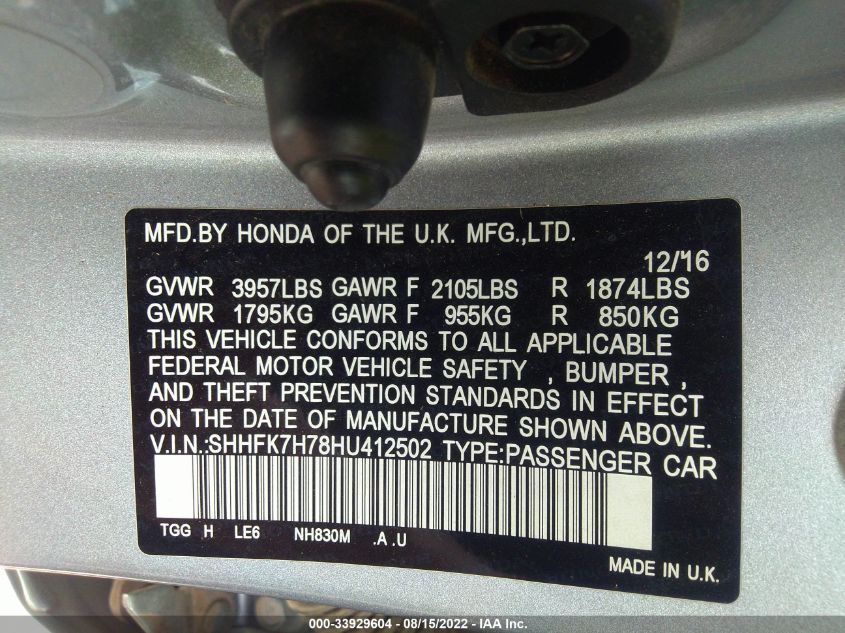 MFD.BY HONDA OF THE U.K. MFG.,LTD.
12/'16
GVWR 3957LBS GAWR F 2105LBS R 1874LBS
GVWR 1795KG GAWR F 955KG R 850KG
THIS VEHICLE CONFORMS TO ALL APPLICABLE
FEDERAL MOTOR VEHICLE SAFETY , BUMPER ,
AND THEFT PREVENTION STANDARDS IN EFFECT
ON THE DATE OF MANUFACTURE SHOWN ABOVE.
V.I.N.:SHHFK7H78HU412502 TYPE:PASSENGER CAR
TGG H LE6 NH830M .A .U
MADE IN U.K.
000-33929604 - 08/15/2022 - IAA Inc.